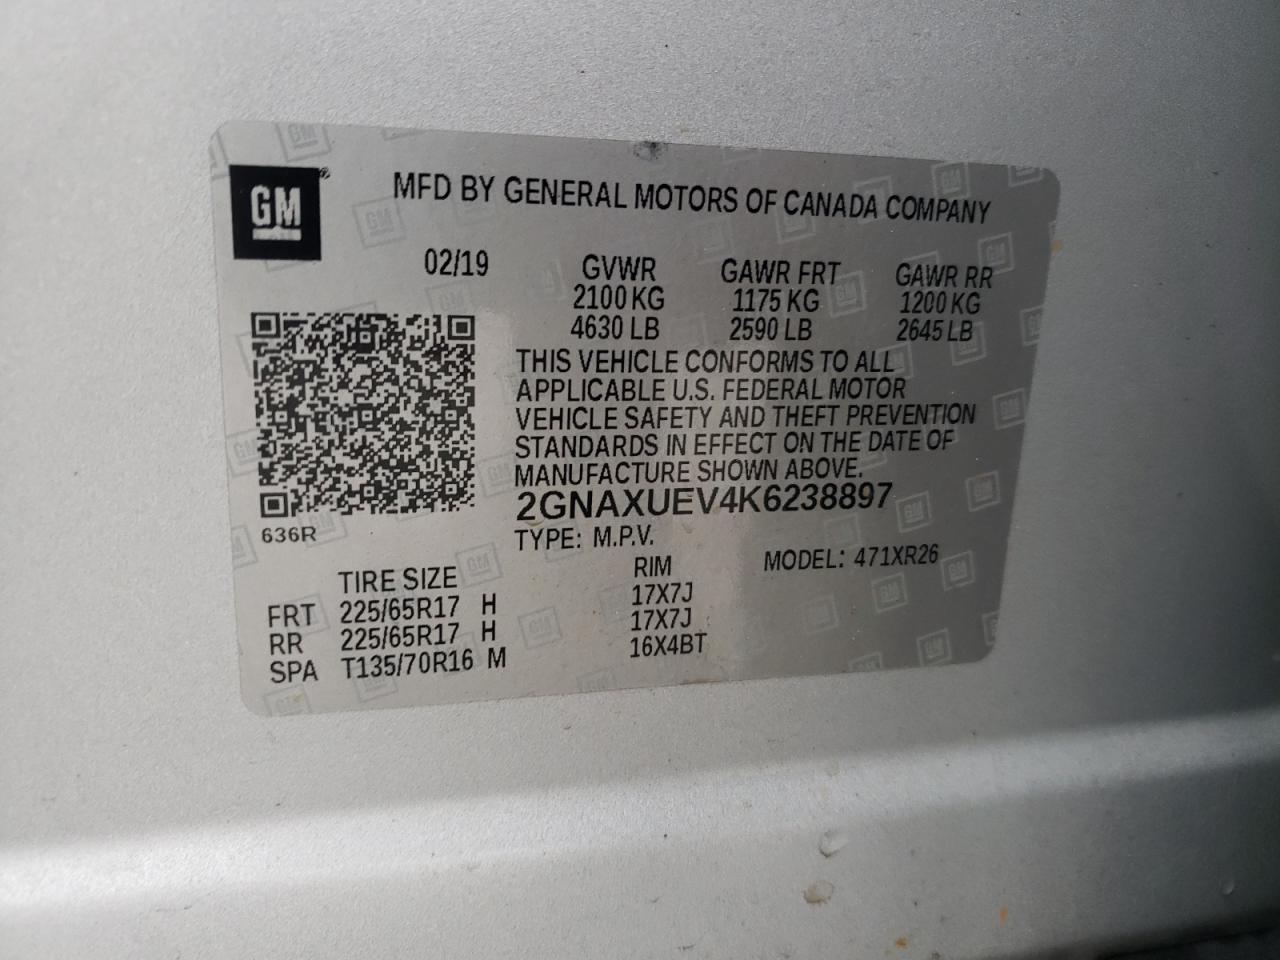 GM ®
MFD BY GENERAL MOTORS OF CANADA COMPANY
02/19 GVWR GAWR FRT GAWR RR
2100 KG 1175 KG 1200 KG
4630 LB 2590 LB 2645 LB
THIS VEHICLE CONFORMS TO ALL
APPLICABLE U.S. FEDERAL MOTOR
VEHICLE SAFETY AND THEFT PREVENTION
STANDARDS IN EFFECT ON THE DATE OF
MANUFACTURE SHOWN ABOVE.
2GNAXUEV4K6238897
636R
TYPE: M.P.V. MODEL: 471XR26
TIRE SIZE RIM
FRT 225/65R17 H 17X7J
RR 225/65R17 H 17X7J
SPA T135/70R16 M 16X4BT